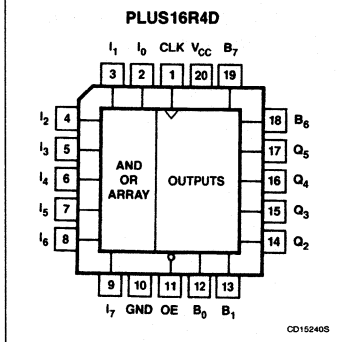 PLUS16R4D
I1 I0 CLK VCC B7
3 2 1 20 19
I2 4 18 B6
I3 5 17 Q5
I4 6 AND OR ARRAY OUTPUTS 16 Q4
I5 7 15 Q3
I6 8 14 Q2
9 10 11 12 13
I7 GND OE B0 B1
CD15240S